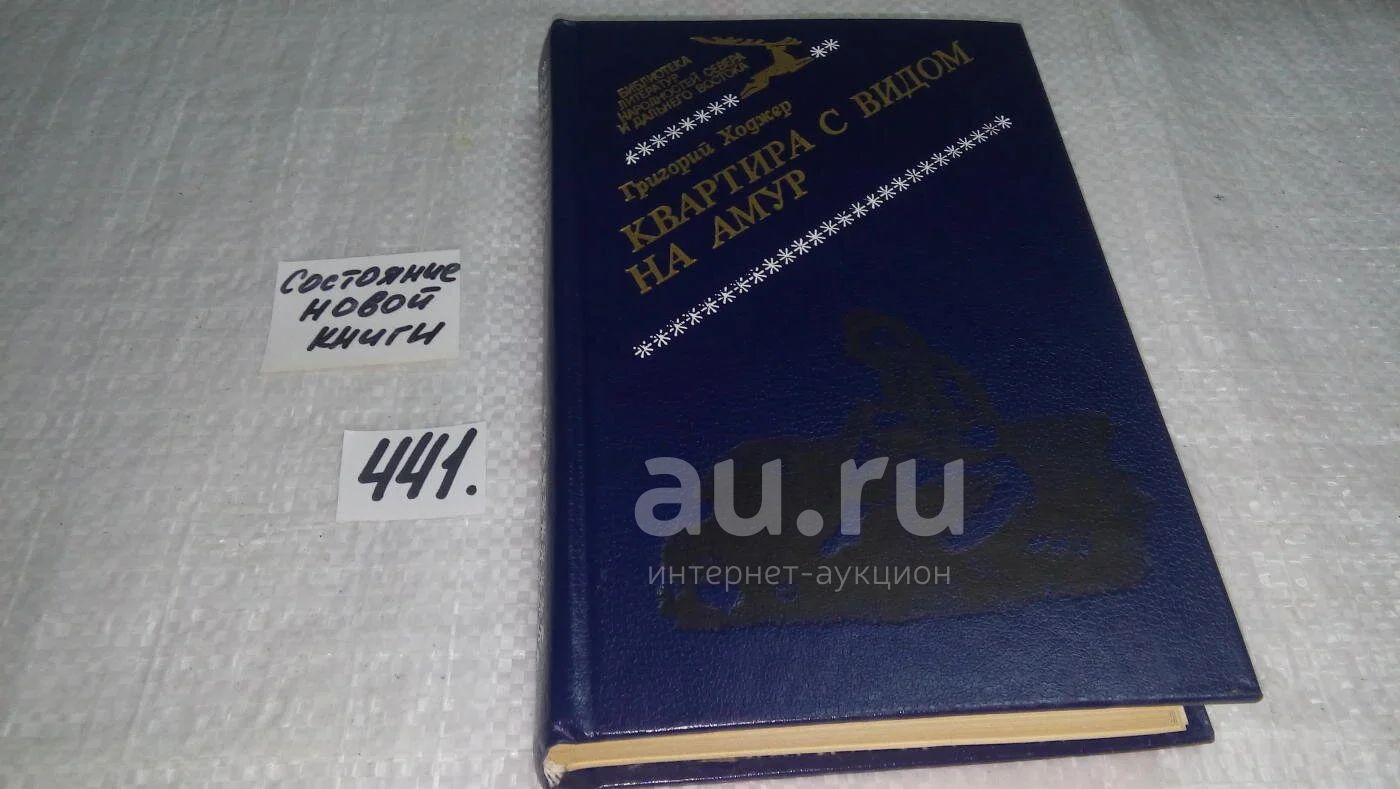 БИБЛИОТЕКА
ЛИТЕРАТУР
НАРОДНОСТЕЙ СЕВЕРА
И ДАЛЬНЕГО ВОСТОКА
Григорий Ходжер
КВАРТИРА С ВИДОМ
НА АМУР
Состояние
новой
книги
441.
au.ru
интернет-аукцион